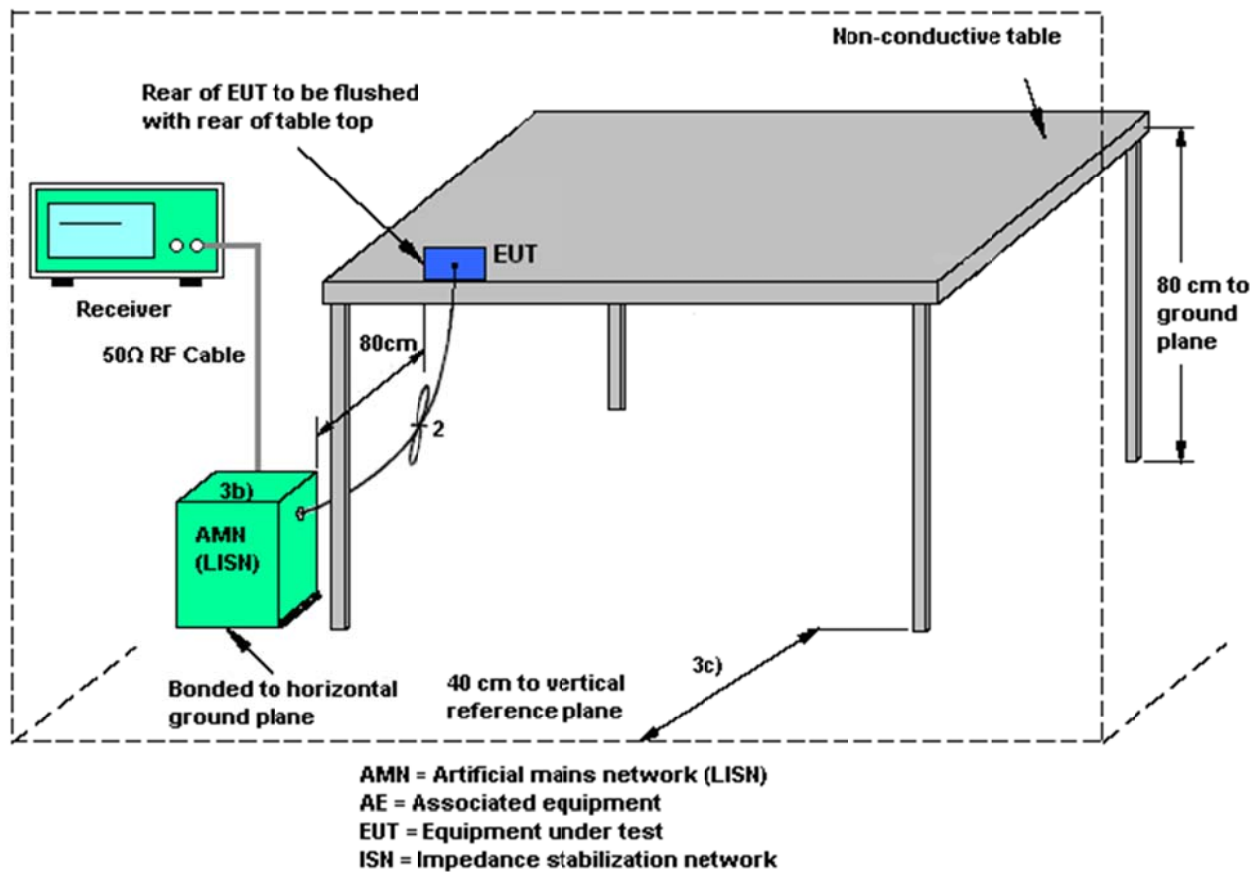 Non-conductive table
Rear of EUT to be flushed
with rear of table top
EUT
Receiver
80cm
80 cm to
ground
plane
50Ω RF Cable
2
3b)
AMN
(LISN)
3c)
Bonded to horizontal
ground plane
40 cm to vertical
reference plane
AMN = Artificial mains network (LISN)
AE = Associated equipment
EUT = Equipment under test
ISN = Impedance stabilization network